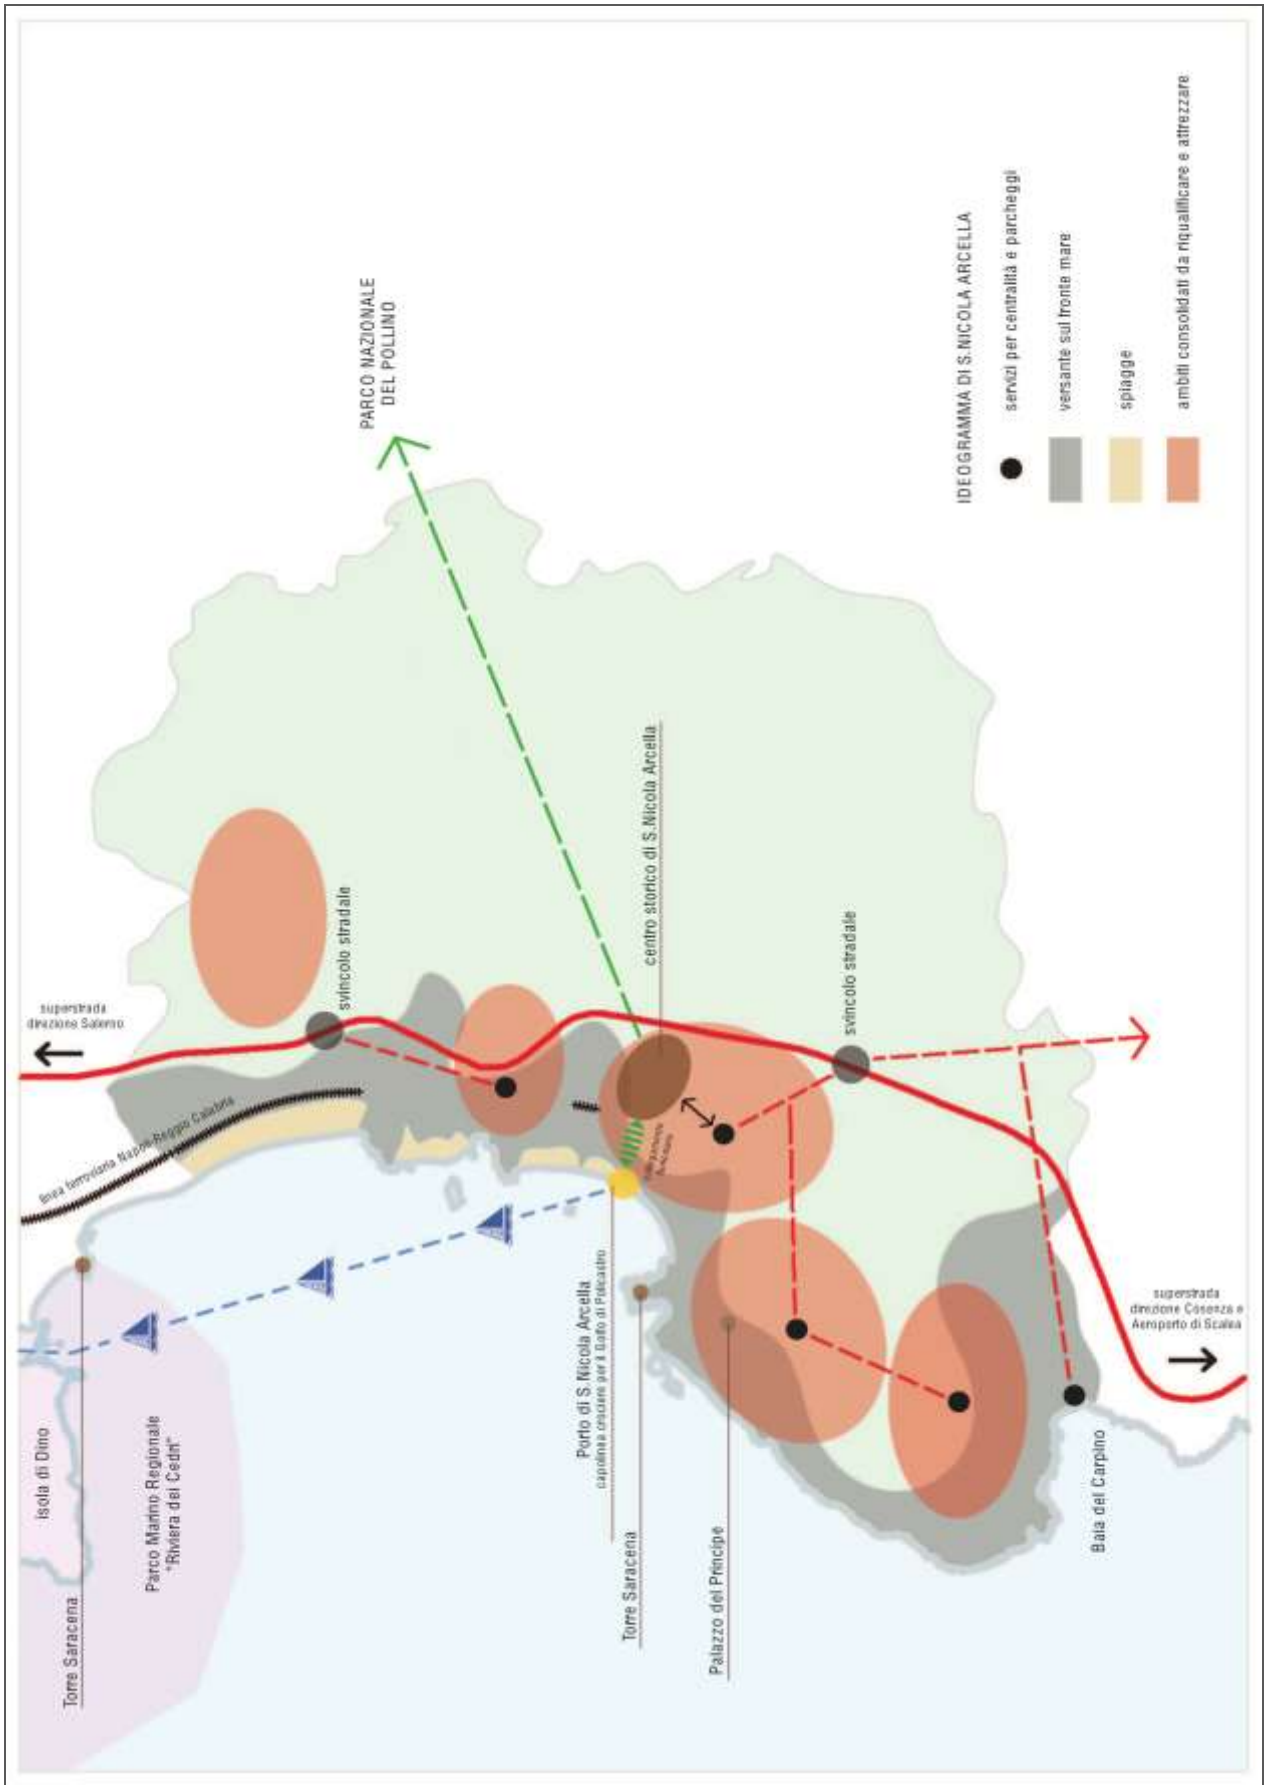 superstrada
direzione Salerno
linea ferroviaria Napoli-Reggio Calabria
svincolo stradale
PARCO NAZIONALE
DEL POLLINO
isola di Dino
Torre Saracena
Parco Marino Regionale
"Riviera dei Cedri"
centro storico di S.Nicola Arcella
Porto di S.Nicola Arcella
capolinea crociere per il Golfo di Policastro
Torre Saracena
Palazzo del Principe
svincolo stradale
Baia del Carpino
superstrada
direzione Cosenza e
Aeroporto di Scalea
IDEOGRAMMA DI S.NICOLA ARCELLA
servizi per centralità e parcheggi
versante sul fronte mare
spiagge
ambiti consolidati da riqualificare e attrezzare